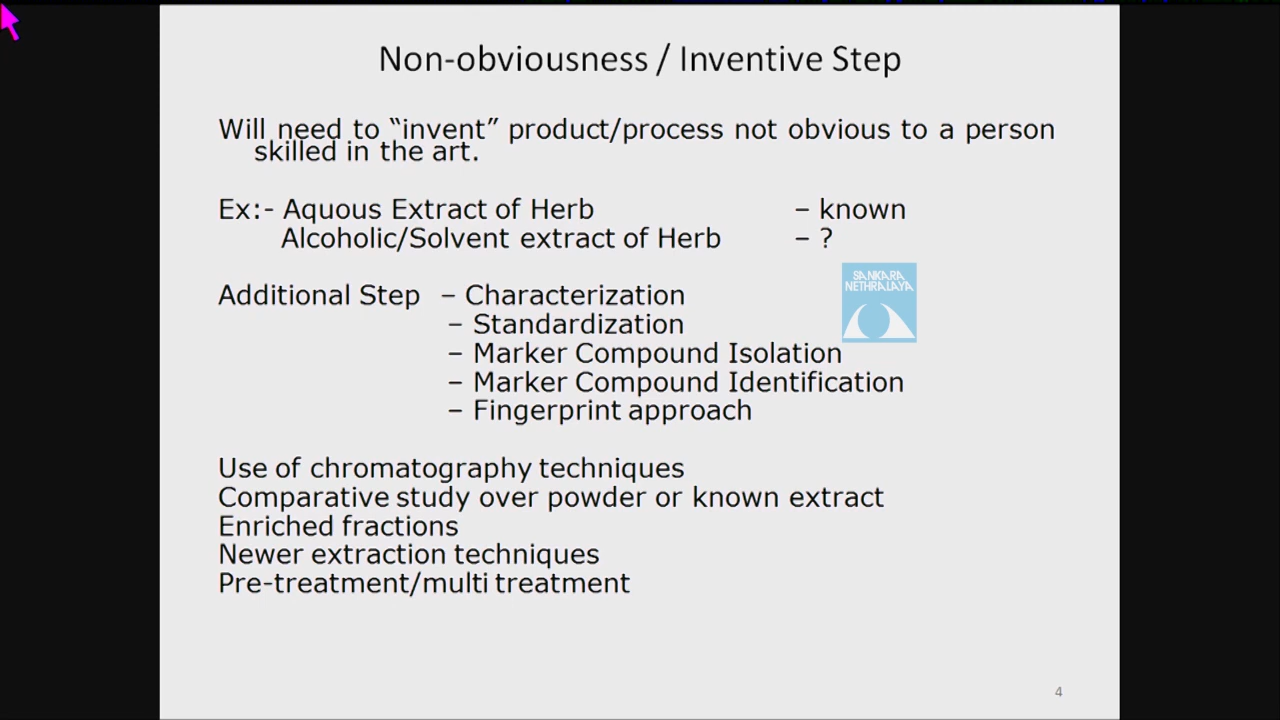 Non-obviousness / Inventive Step
Will need to “invent” product/process not obvious to a person
skilled in the art.
Ex:- Aquous Extract of Herb – known
Alcoholic/Solvent extract of Herb – ?
SANKARA
NETHRALAYA
Additional Step – Characterization
– Standardization
– Marker Compound Isolation
– Marker Compound Identification
– Fingerprint approach
Use of chromatography techniques
Comparative study over powder or known extract
Enriched fractions
Newer extraction techniques
Pre-treatment/multi treatment
4